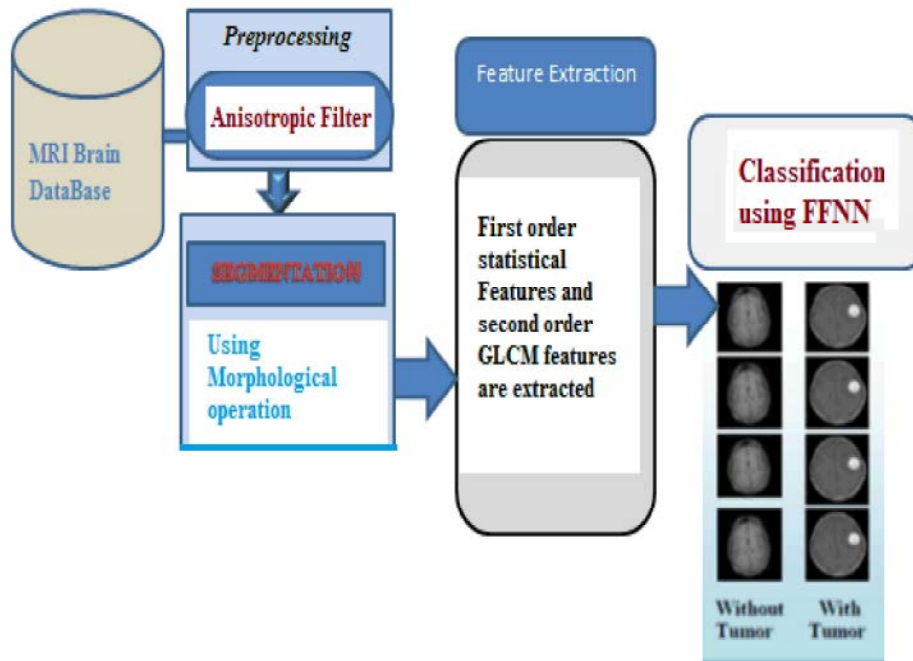 MRI Brain
DataBase
Preprocessing
Anisotropic Filter
SEGMENTATION
Using
Morphological
operation
Feature Extraction
First order
statistical
Features and
second order
GLCM features
are extracted
Classification
using FFNN
Without
Tumor
With
Tumor